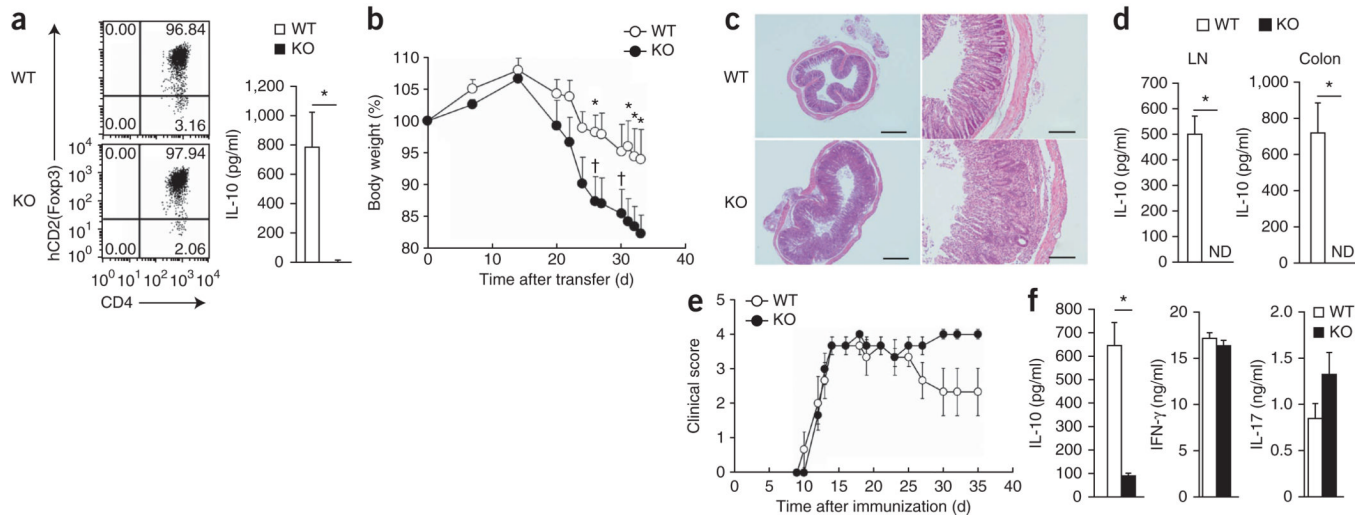 a
0.00 96.84
WT
0.00 3.16
0.00 97.94
KO
0.00 2.06
hCD2(Foxp3)
10⁴
10³
10²
10¹
10⁰
10⁰ 10¹ 10² 10³ 10⁴
CD4
WT
KO
IL-10 (pg/ml)
1,200
1,000
800
600
400
200
0
*
b
WT
KO
Body weight (%)
110
105
100
95
90
85
80
* * * *
† †
0 10 20 30 40
Time after transfer (d)
c
WT
KO
d
WT KO
LN
IL-10 (pg/ml)
700
600
500
400
300
200
100
0
*
ND
Colon
IL-10 (pg/ml)
1,000
800
600
400
200
0
*
ND
e
WT
KO
Clinical score
5
4
3
2
1
0
0 5 10 15 20 25 30 35 40
Time after immunization (d)
f
IL-10 (pg/ml)
800
700
600
500
400
300
200
100
0
*
IFN-γ (ng/ml)
20
15
10
5
0
IL-17 (ng/ml)
2.0
1.5
1.0
0.5
0
WT
KO